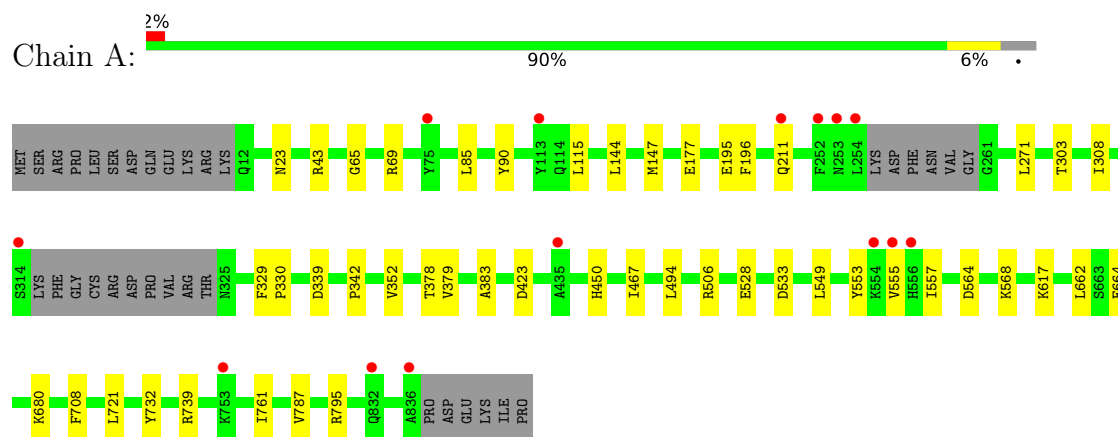 2%
Chain A:
90% 6% •
MET SER ARG PRO LEU SER ASP ASP GLN GLU LYS ARG LYS Q12 N23 R43 G65 R69 Y75 L85 Y90 Y113 Q114 L115 L144 M147 E177 E195 F196 Q211 F252 N253 L254 LYS ASP PHE ASN VAL GLY G261 L271 T303 I308
S314 LYS PHE GLY CYS ARG ASP PRO VAL ARG THR N325 F329 P330 D339 P342 V352 T378 V379 A383 D423 A435 H450 I467 L494 R506 E528 D533 L549 Y553 K554 V555 H556 I557 D564 K568 K617 L662 S663
K680 F708 L721 Y732 R739 K753 I761 V787 R795 Q832 A836 PRO ASP GLU LYS ILE PRO